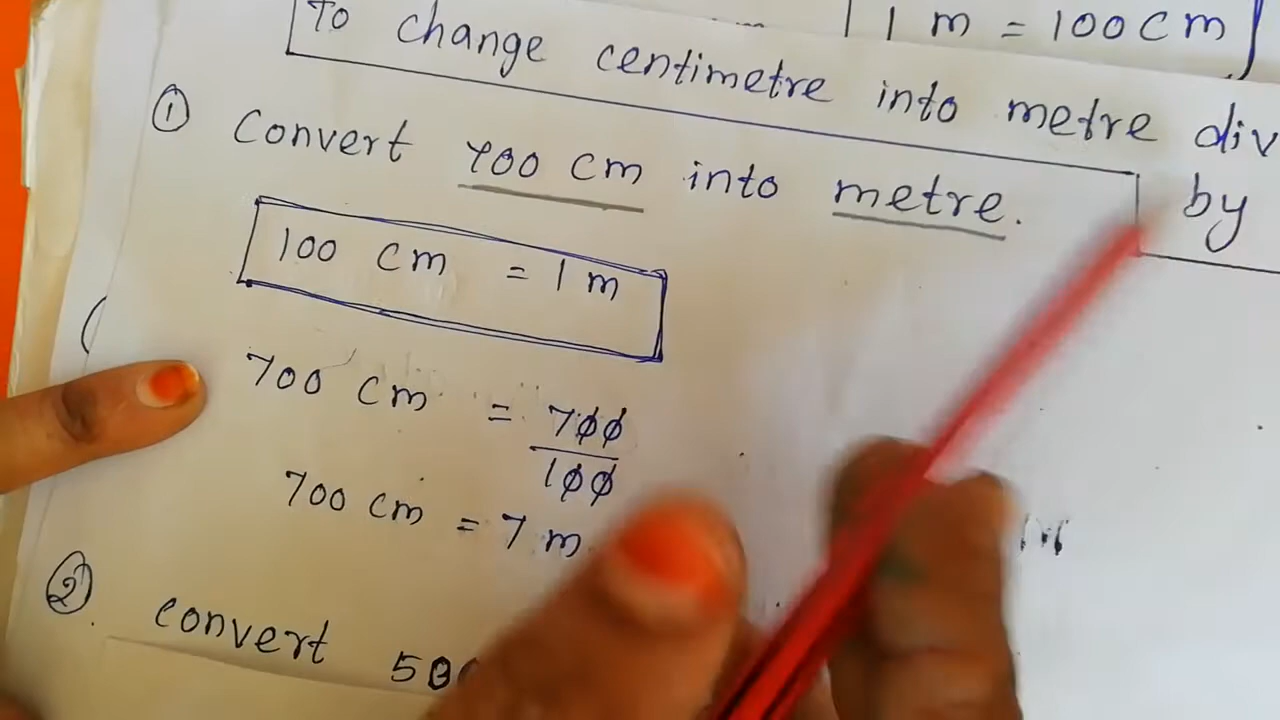 1 m = 100 cm
To change centimetre into metre div
by
① Convert 700 cm into metre.
100 cm = 1 m
700 cm = 700
100
700 cm = 7 m
② convert